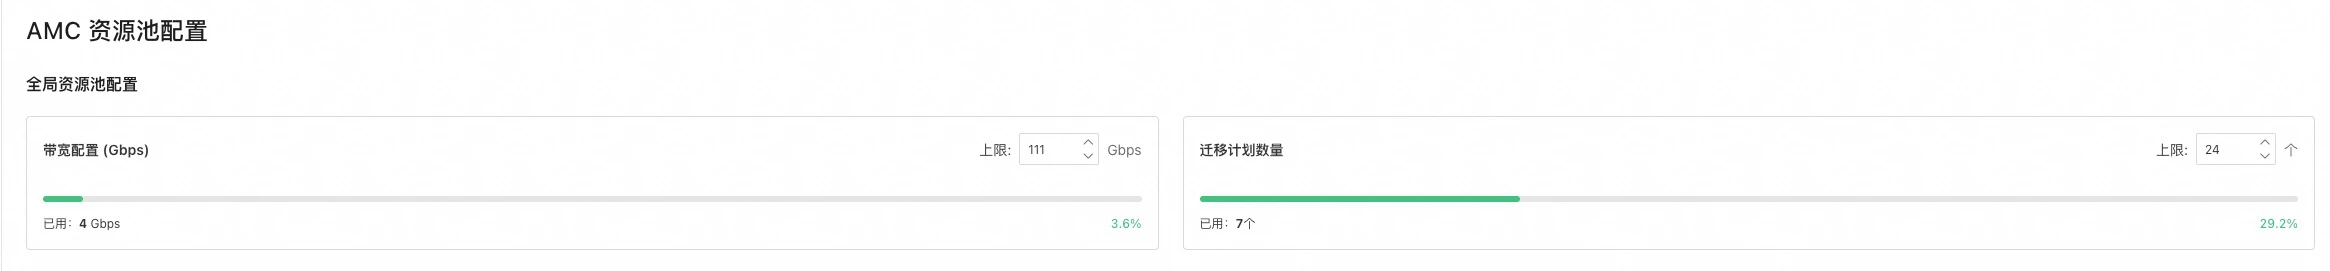 AMC 资源池配置
全局资源池配置
带宽配置 (Gbps) 上限: 111 Gbps
已用：4 Gbps 3.6%
迁移计划数量 上限: 24 个
已用：7个 29.2%